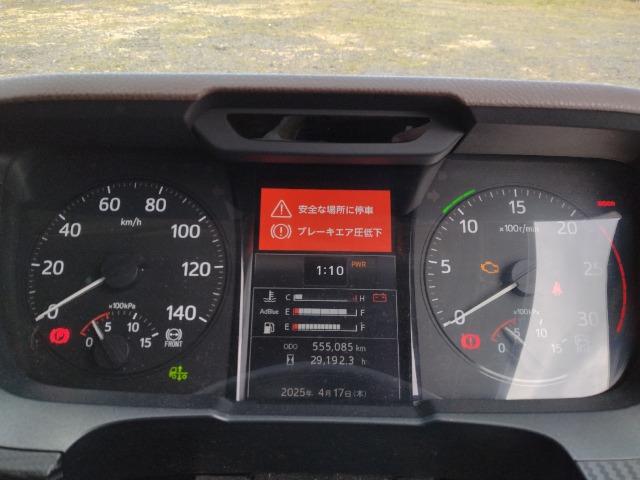 安全な場所に停車
ブレーキエア圧低下
PWR
1:10
C H
AdBlue E F
E F
ODO 555,085 km
29,192.3 h
2025年 4月17日(木)
0 20 40 60 80 100 120 140
km/h
×100kPa
0 5 10 15
P
FRONT
0 5 10 15 20 25 30
×100r/min
×100kPa
0 5 10 15